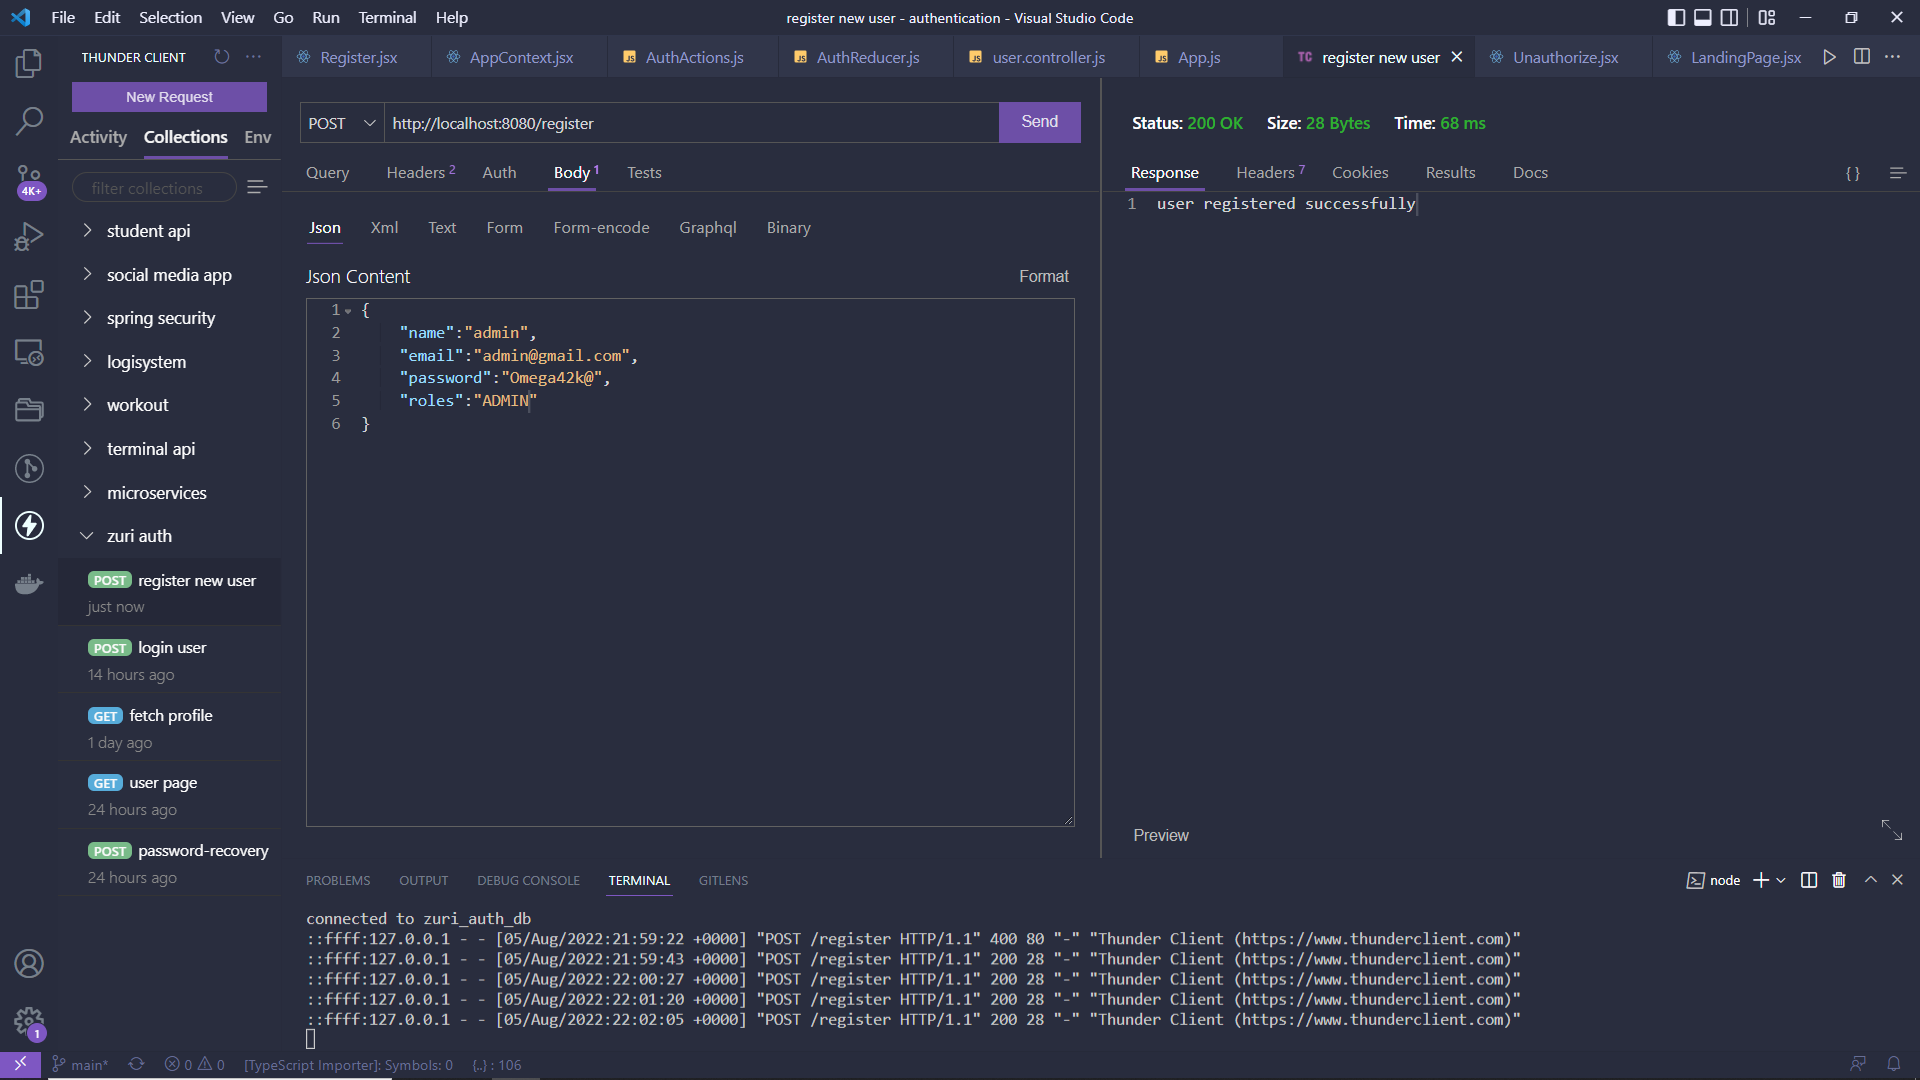 File Edit Selection View Go Run Terminal Help
register new user - authentication - Visual Studio Code
THUNDER CLIENT
Register.jsx
AppContext.jsx
JS AuthActions.js
JS AuthReducer.js
JS user.controller.js
JS App.js
TC register new user
Unauthorize.jsx
LandingPage.jsx
New Request
Activity Collections Env
filter collections
4K+
student api
social media app
spring security
logisystem
workout
terminal api
microservices
zuri auth
POST register new user
just now
POST login user
14 hours ago
GET fetch profile
1 day ago
GET user page
24 hours ago
POST password-recovery
24 hours ago
POST http://localhost:8080/register Send
Query Headers 2 Auth Body 1 Tests
Json Xml Text Form Form-encode Graphql Binary
Json Content Format
1 {
2 "name":"admin",
3 "email":"admin@gmail.com",
4 "password":"Omega42k@",
5 "roles":"ADMIN"
6 }
Status: 200 OK Size: 28 Bytes Time: 68 ms
Response Headers 7 Cookies Results Docs {}
1 user registered successfully
Preview
PROBLEMS OUTPUT DEBUG CONSOLE TERMINAL GITLENS
node
connected to zuri_auth_db
::ffff:127.0.0.1 - - [05/Aug/2022:21:59:22 +0000] "POST /register HTTP/1.1" 400 80 "-" "Thunder Client (https://www.thunderclient.com)"
::ffff:127.0.0.1 - - [05/Aug/2022:21:59:43 +0000] "POST /register HTTP/1.1" 200 28 "-" "Thunder Client (https://www.thunderclient.com)"
::ffff:127.0.0.1 - - [05/Aug/2022:22:00:27 +0000] "POST /register HTTP/1.1" 200 28 "-" "Thunder Client (https://www.thunderclient.com)"
::ffff:127.0.0.1 - - [05/Aug/2022:22:01:20 +0000] "POST /register HTTP/1.1" 200 28 "-" "Thunder Client (https://www.thunderclient.com)"
::ffff:127.0.0.1 - - [05/Aug/2022:22:02:05 +0000] "POST /register HTTP/1.1" 200 28 "-" "Thunder Client (https://www.thunderclient.com)"
1
main* 0 0 [TypeScript Importer]: Symbols: 0 {..} : 106